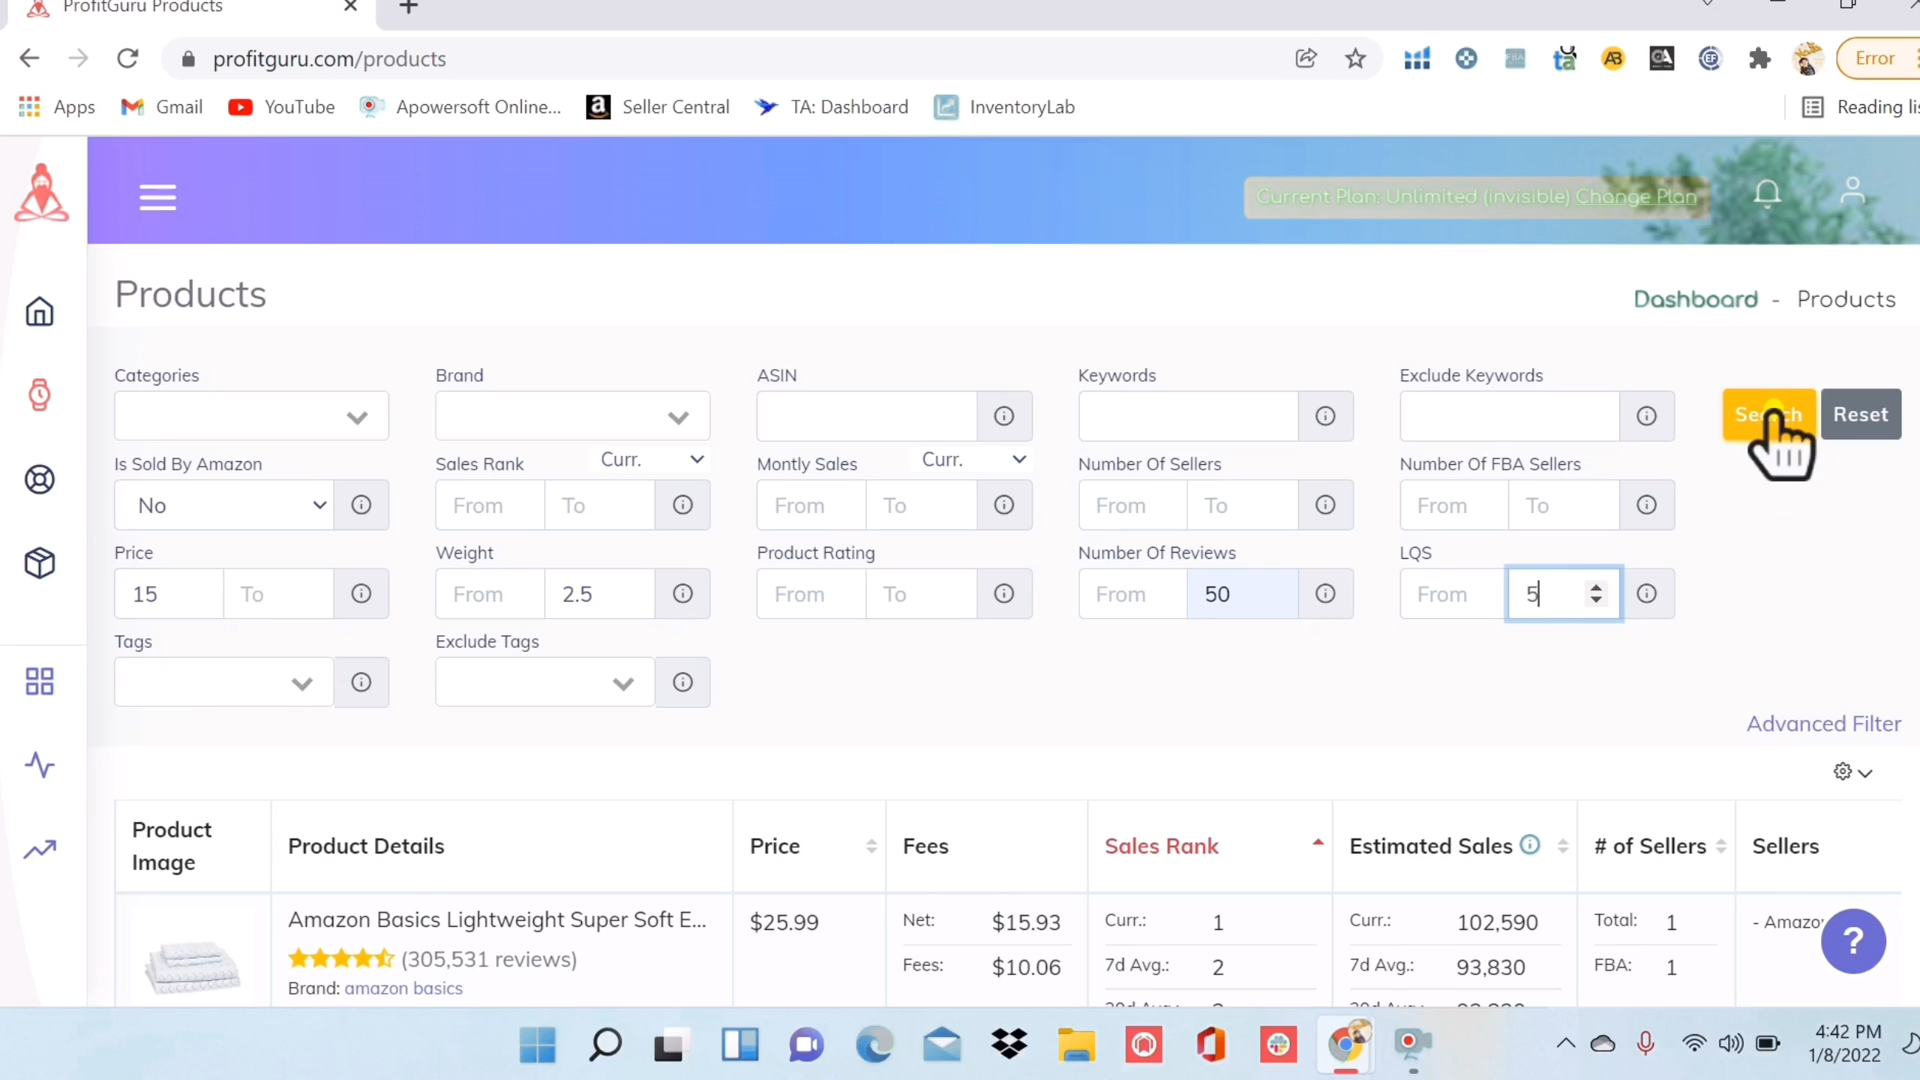 ProfitGuru Products
profitguru.com/products
Error
Apps Gmail YouTube Apowersoft Online... Seller Central TA: Dashboard InventoryLab Reading lis
Current Plan: Unlimited (invisible) Change Plan
Products
Dashboard - Products
Categories Brand ASIN Keywords Exclude Keywords
Search Reset
Is Sold By Amazon Sales Rank Curr. Montly Sales Curr. Number Of Sellers Number Of FBA Sellers
No From To From To From To From To
Price Weight Product Rating Number Of Reviews LQS
15 To From 2.5 From To From 50 From 5
Tags Exclude Tags
Advanced Filter
Product Image Product Details Price Fees Sales Rank Estimated Sales # of Sellers Sellers
Amazon Basics Lightweight Super Soft E... $25.99 Net: $15.93 Curr.: 1 Curr.: 102,590 Total: 1 - Amazo
(305,531 reviews) Fees: $10.06 7d Avg.: 2 7d Avg.: 93,830 FBA: 1
Brand: amazon basics
?
4:42 PM
1/8/2022